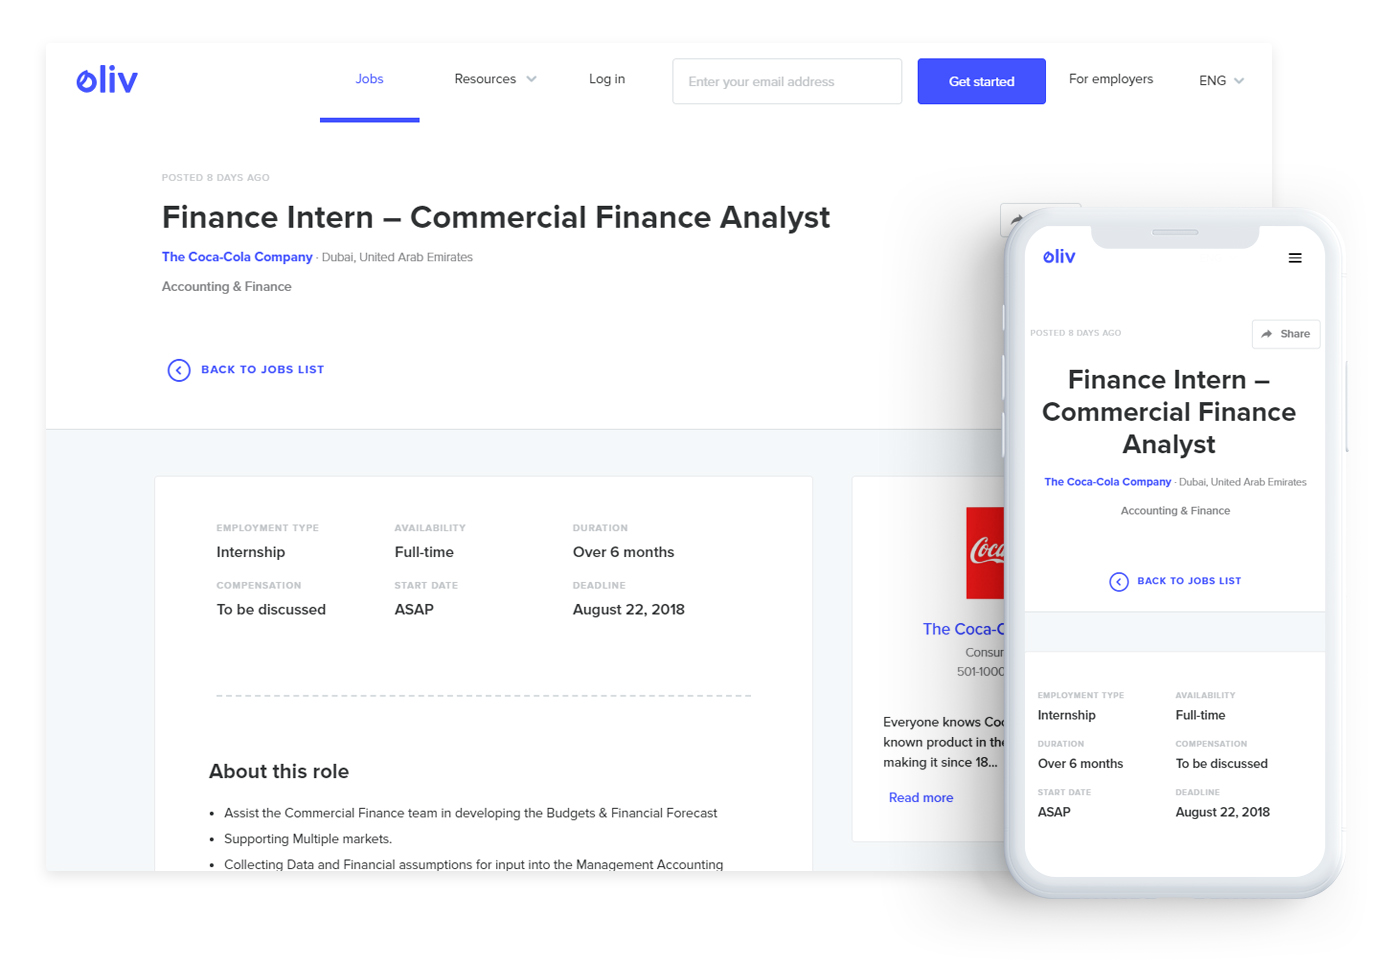 oliv
Jobs
Resources
Log in
Enter your email address
Get started
For employers
ENG
POSTED 8 DAYS AGO
Finance Intern – Commercial Finance Analyst
The Coca-Cola Company · Dubai, United Arab Emirates
Accounting & Finance
BACK TO JOBS LIST
EMPLOYMENT TYPE
Internship
AVAILABILITY
Full-time
DURATION
Over 6 months
COMPENSATION
To be discussed
START DATE
ASAP
DEADLINE
August 22, 2018
About this role
• Assist the Commercial Finance team in developing the Budgets & Financial Forecast
• Supporting Multiple markets.
• Collecting Data and Financial assumptions for input into the Management Accounting
Coca
The Coca-C
Consur
501-1000
Everyone knows Coc
known product in the
making it since 18...
Read more
oliv
POSTED 8 DAYS AGO
Share
Finance Intern –
Commercial Finance
Analyst
The Coca-Cola Company · Dubai, United Arab Emirates
Accounting & Finance
BACK TO JOBS LIST
EMPLOYMENT TYPE
Internship
AVAILABILITY
Full-time
DURATION
Over 6 months
COMPENSATION
To be discussed
START DATE
ASAP
DEADLINE
August 22, 2018